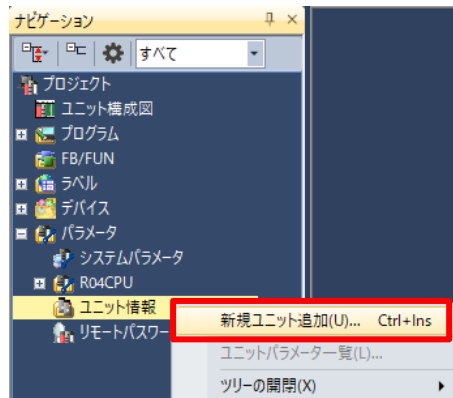 ナビゲーション
すべて
プロジェクト
ユニット構成図
プログラム
FB/FUN
ラベル
デバイス
パラメータ
システムパラメータ
R04CPU
ユニット情報
新規ユニット追加(U)... Ctrl+Ins
リモートパスワー
ユニットパラメーター覧(L)...
ツリーの開閉(X)